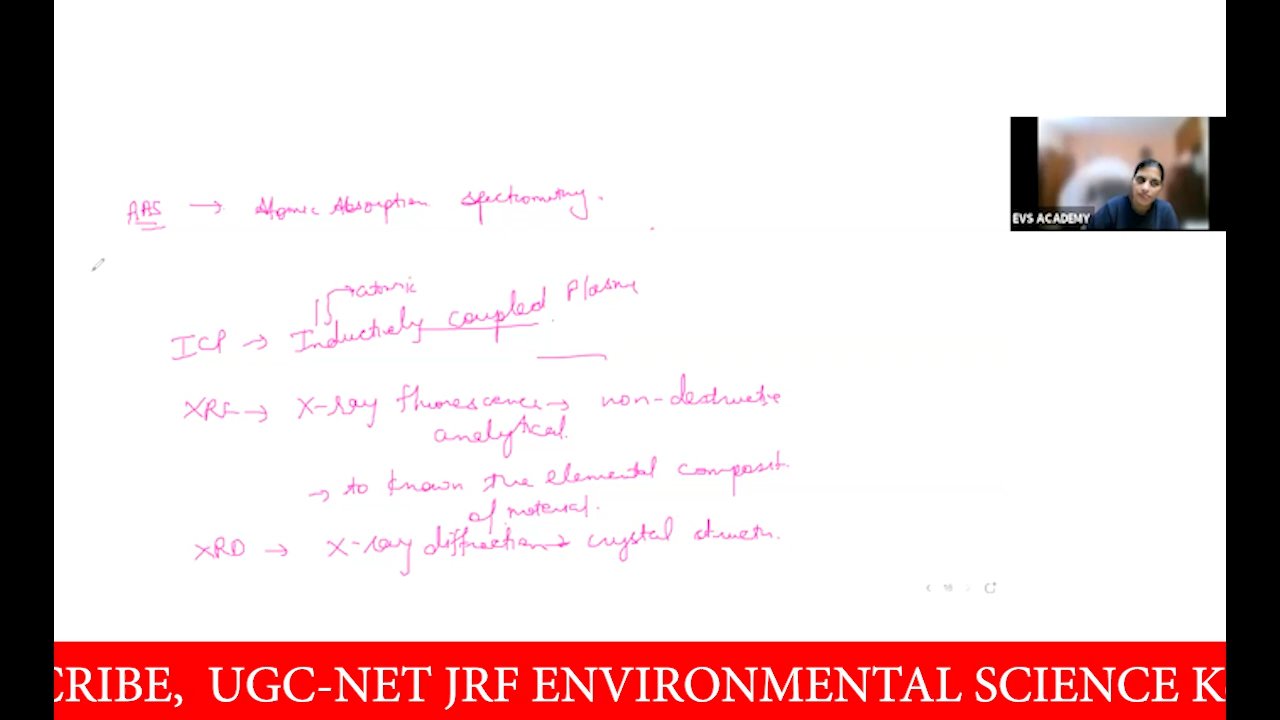 AAS → Atomic Absorption spectrometry.
EVS ACADEMY
atomic
ICP → Inductively coupled Plasma
XRF → X-ray fluorescence → non-destructive
analytical.
→ to known the elemental composit.
of material.
XRD → X-ray diffraction → crystal
18
CRIBE, UGC-NET JRF ENVIRONMENTAL SCIENCE K